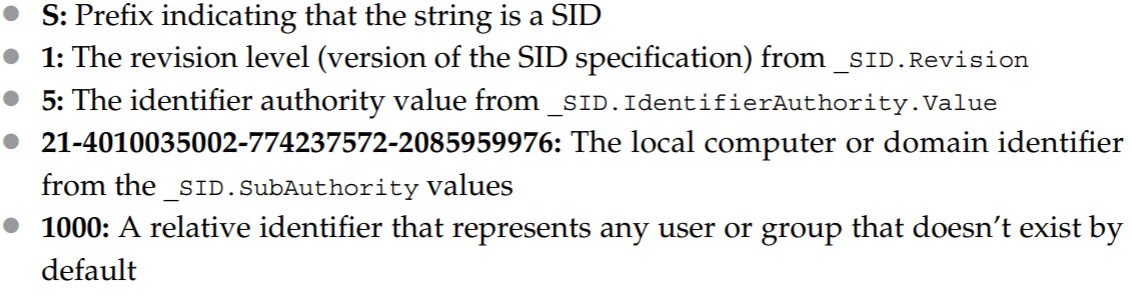 ● S: Prefix indicating that the string is a SID
● 1: The revision level (version of the SID specification) from _SID.Revision
● 5: The identifier authority value from _SID.IdentifierAuthority.Value
● 21-4010035002-774237572-2085959976: The local computer or domain identifier
from the _SID.SubAuthority values
● 1000: A relative identifier that represents any user or group that doesn’t exist by
default